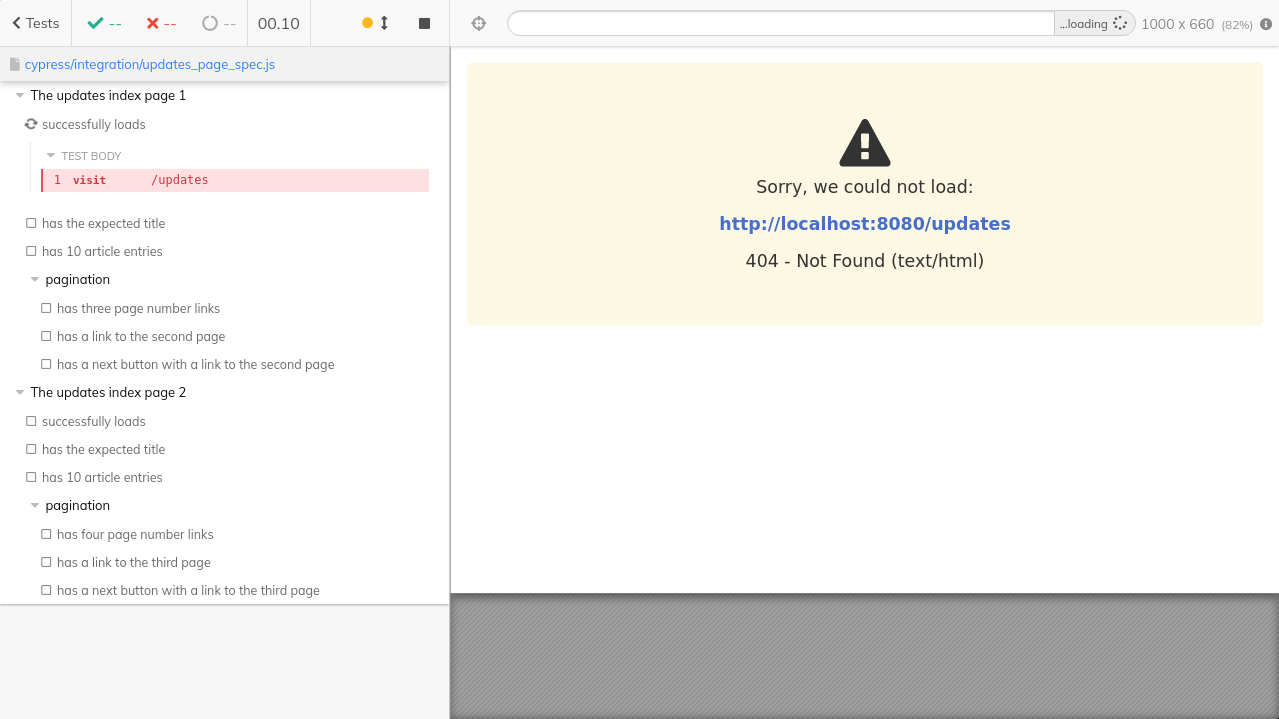 Tests -- -- -- 00.10 ...loading 1000 x 660 (82%)
cypress/integration/updates_page_spec.js
The updates index page 1
successfully loads
TEST BODY
1 visit /updates
has the expected title
has 10 article entries
pagination
has three page number links
has a link to the second page
has a next button with a link to the second page
The updates index page 2
successfully loads
has the expected title
has 10 article entries
pagination
has four page number links
has a link to the third page
has a next button with a link to the third page
Sorry, we could not load:
http://localhost:8080/updates
404 - Not Found (text/html)